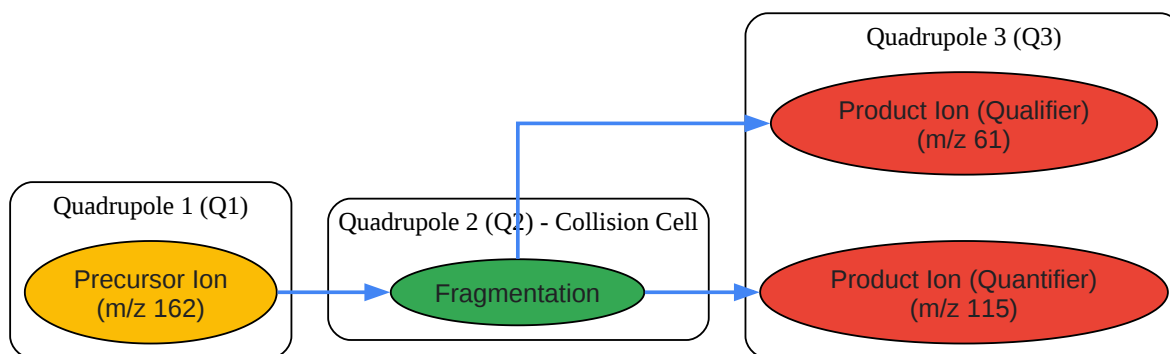 Quadrupole 3 (Q3)
Product Ion (Qualifier)
(m/z 61)
Quadrupole 1 (Q1)
Precursor Ion
(m/z 162)
Quadrupole 2 (Q2) - Collision Cell
Fragmentation
Product Ion (Quantifier)
(m/z 115)